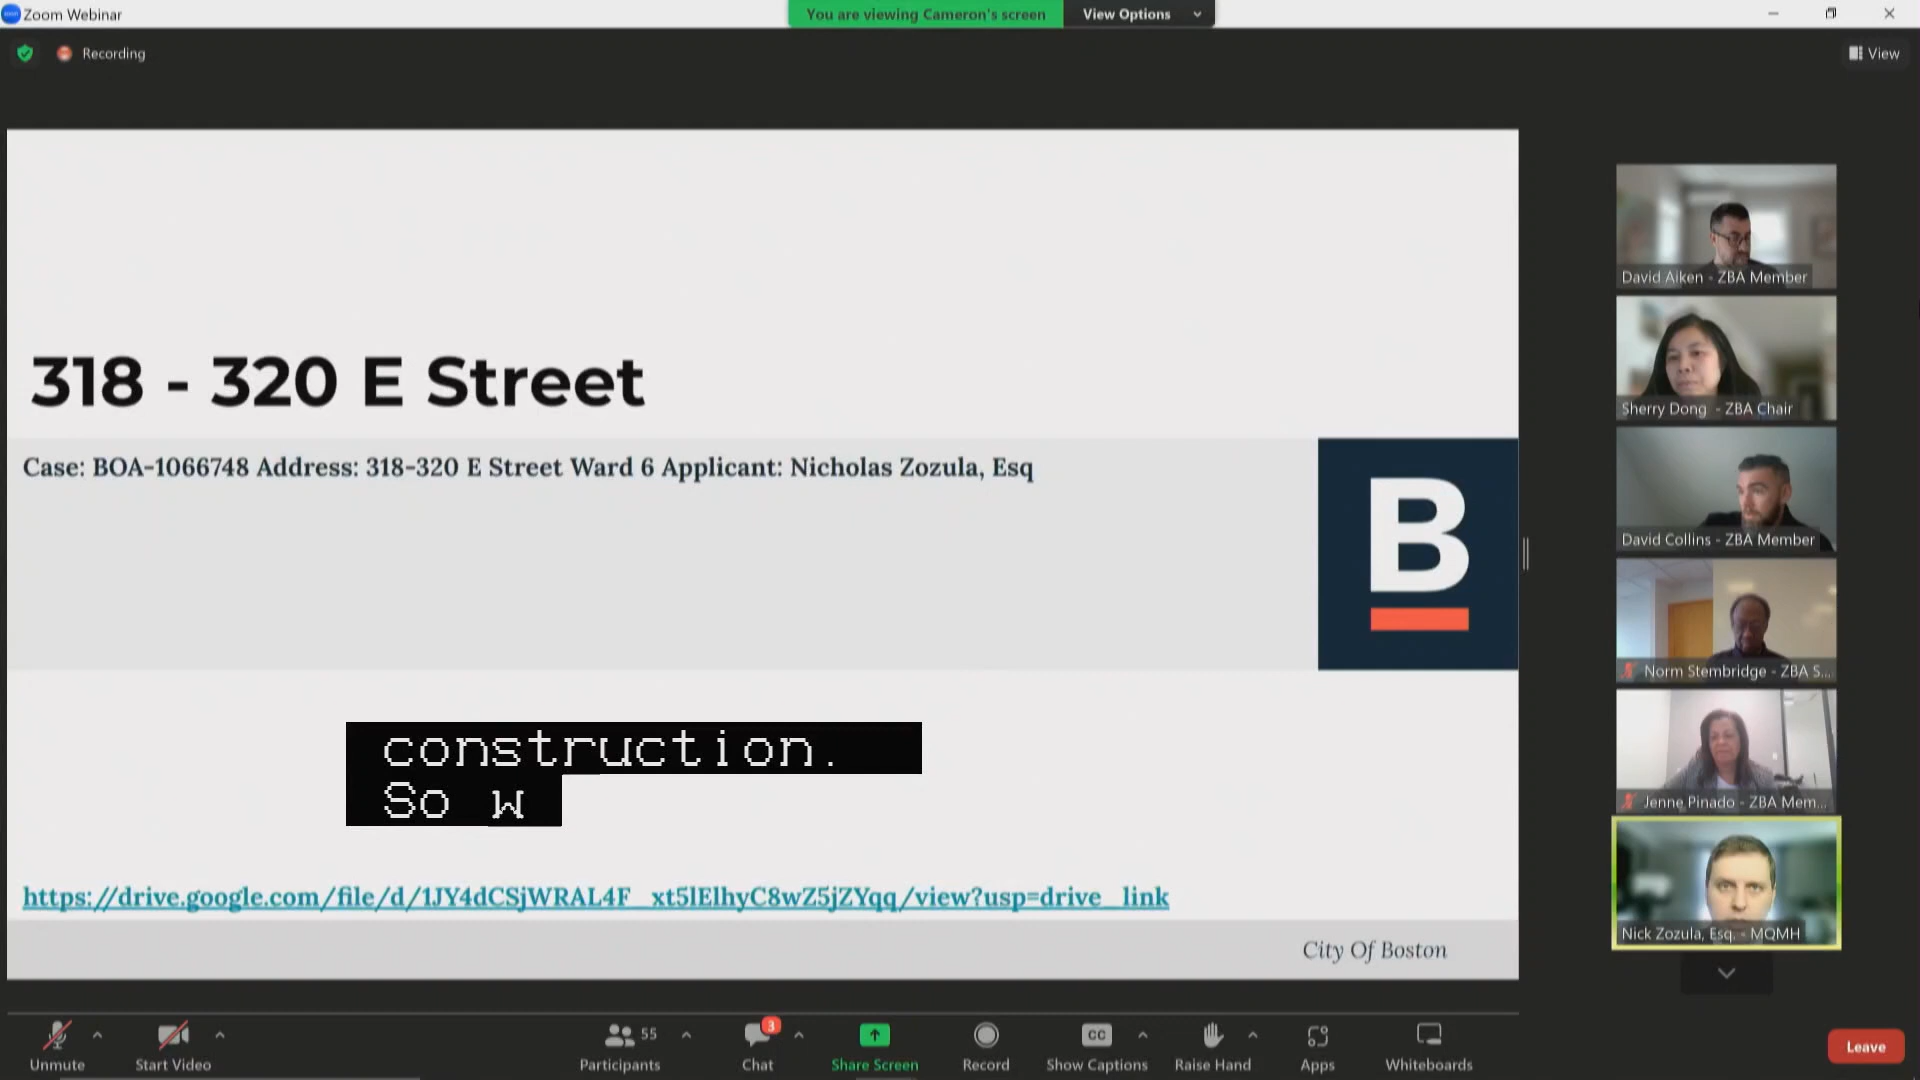 Zoom Webinar
You are viewing Cameron's screen
View Options
Recording
View
318 - 320 E Street
Case: BOA-1066748 Address: 318-320 E Street Ward 6 Applicant: Nicholas Zozula, Esq
B
construction.
So w
https://drive.google.com/file/d/1JY4dCSjWRAL4F_xt5lElhyC8wZ5jZYqq/view?usp=drive_link
City Of Boston
David Aiken - ZBA Member
Sherry Dong - ZBA Chair
David Collins - ZBA Member
Norm Stembridge - ZBA S...
Jenne Pinado - ZBA Mem...
Nick Zozula, Esq. - MQMH
Unmute
Start Video
55
Participants
3
Chat
Share Screen
Record
CC
Show Captions
Raise Hand
Apps
Whiteboards
Leave